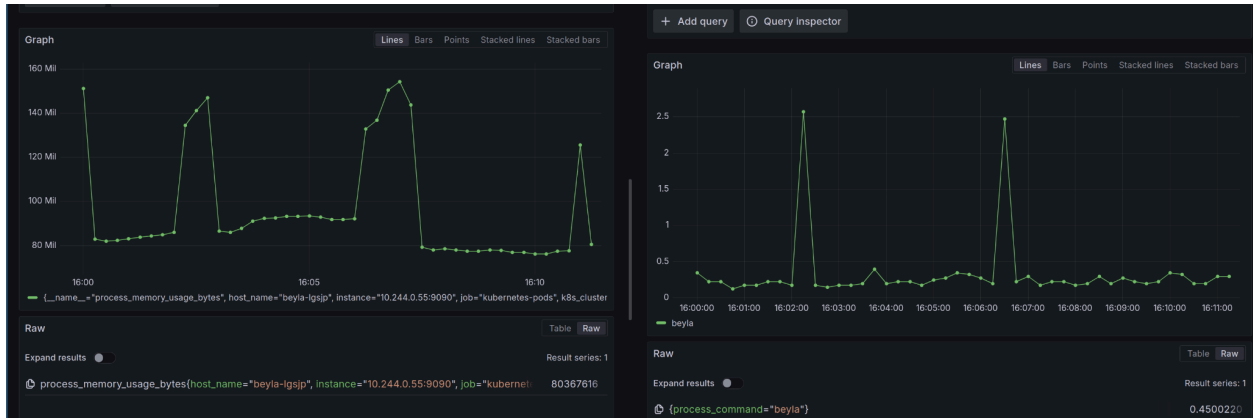 Graph
Lines Bars Points Stacked lines Stacked bars
160 Mil
140 Mil
120 Mil
100 Mil
80 Mil
16:00 16:05 16:10
{__name__="process_memory_usage_bytes", host_name="beyla-lgsjp", instance="10.244.0.55:9090", job="kubernetes-pods", k8s_cluster
Raw
Table Raw
Expand results
Result series: 1
process_memory_usage_bytes{host_name="beyla-lgsjp", instance="10.244.0.55:9090", job="kubernet
80367616
+ Add query Query inspector
Graph
Lines Bars Points Stacked lines Stacked bars
2.5
2
1.5
1
0.5
0
16:00:00 16:01:00 16:02:00 16:03:00 16:04:00 16:05:00 16:06:00 16:07:00 16:08:00 16:09:00 16:10:00 16:11:00
beyla
Raw
Table Raw
Expand results
Result series: 1
{process_command="beyla"}
0.4500220